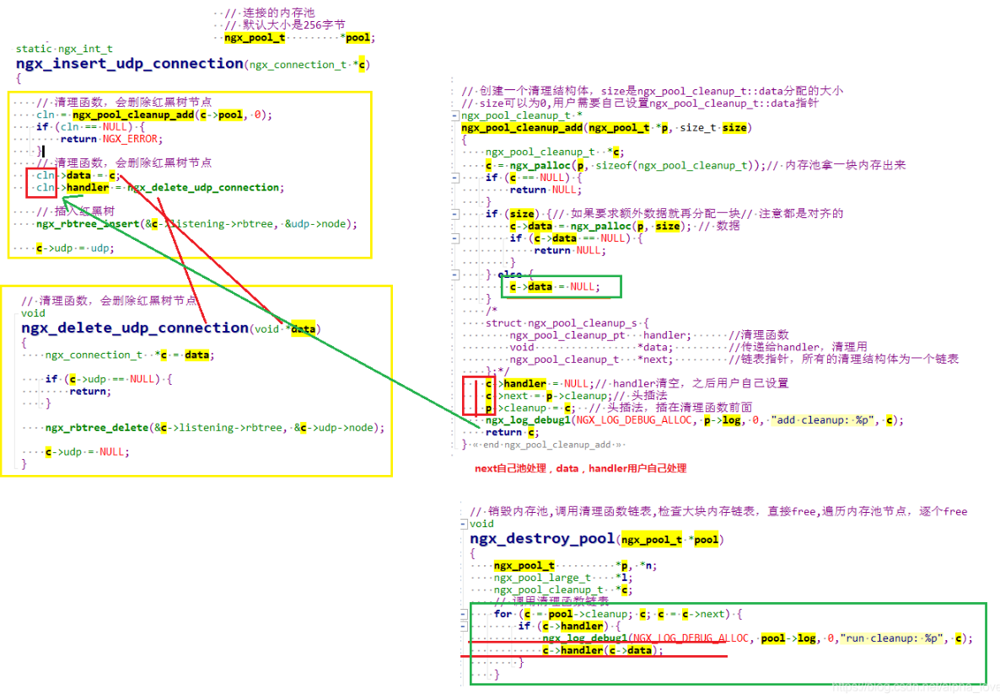 // 连接的内存池
// 默认大小是256字节
ngx_pool_t *pool;
static ngx_int_t
ngx_insert_udp_connection(ngx_connection_t *c)
{
// 清理函数，会删除红黑树节点
cln = ngx_pool_cleanup_add(c->pool, 0);
if (cln == NULL) {
return NGX_ERROR;
}
// 清理函数，会删除红黑树节点
cln->data = c;
cln->handler = ngx_delete_udp_connection;
// 插入红黑树
ngx_rbtree_insert(&c->listening->rbtree, &udp->node);
c->udp = udp;
// 清理函数，会删除红黑树节点
void
ngx_delete_udp_connection(void *data)
{
ngx_connection_t *c = data;
if (c->udp == NULL) {
return;
}
ngx_rbtree_delete(&c->listening->rbtree, &c->udp->node);
c->udp = NULL;
}
// 创建一个清理结构体，size是ngx_pool_cleanup_t::data分配的大小
// size可以为0,用户需要自己设置ngx_pool_cleanup_t::data指针
ngx_pool_cleanup_t *
ngx_pool_cleanup_add(ngx_pool_t *p, size_t size)
{
ngx_pool_cleanup_t *c;
c = ngx_palloc(p, sizeof(ngx_pool_cleanup_t));// 内存池拿一块内存出来
if (c == NULL) {
return NULL;
}
if (size) {// 如果要求额外数据就再分配一块// 注意都是对齐的
c->data = ngx_palloc(p, size); // 数据
if (c->data == NULL) {
return NULL;
}
} else {
c->data = NULL;
}
/*
struct ngx_pool_cleanup_s {
ngx_pool_cleanup_pt handler; //清理函数
void *data; //传递给handler，清理用
ngx_pool_cleanup_t *next; //链表指针，所有的清理结构体为一个链表
};*/
c->handler = NULL;// handler清空，之后用户自己设置
c->next = p->cleanup;// 头插法
p->cleanup = c; // 头插法，插在清理函数前面
ngx_log_debug1(NGX_LOG_DEBUG_ALLOC, p->log, 0, "add cleanup: %p", c);
return c;
} « end ngx_pool_cleanup_add »
next自己池处理，data，handler用户自己处理
// 销毁内存池,调用清理函数链表,检查大块内存链表，直接free,遍历内存池节点，逐个free
void
ngx_destroy_pool(ngx_pool_t *pool)
{
ngx_pool_t *p, *n;
ngx_pool_large_t *l;
ngx_pool_cleanup_t *c;
// 调用清理函数链表
for (c = pool->cleanup; c; c = c->next) {
if (c->handler) {
ngx_log_debug1(NGX_LOG_DEBUG_ALLOC, pool->log, 0,"run cleanup: %p", c);
c->handler(c->data);
}
}
https://blog.csdn.net/alpha_love